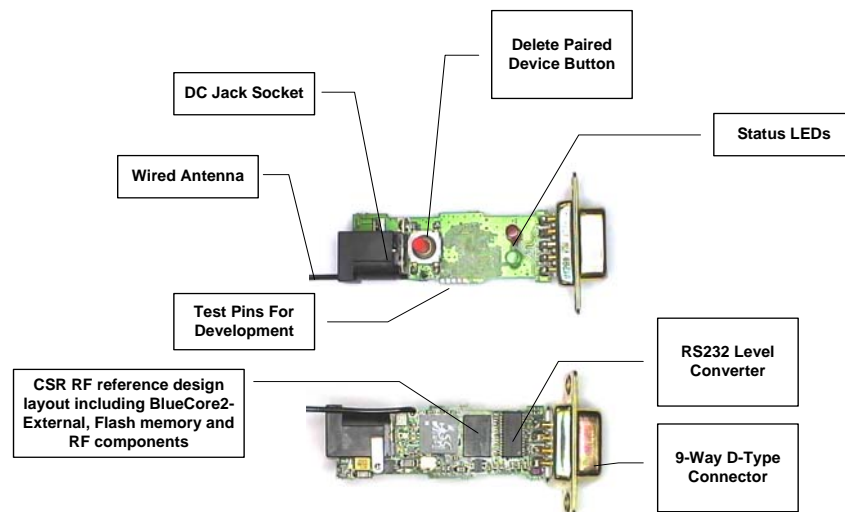 Delete Paired
Device Button
DC Jack Socket
Status LEDs
Wired Antenna
Test Pins For
Development
RS232 Level
Converter
CSR RF reference design
layout including BlueCore2-
External, Flash memory and
RF components
9-Way D-Type
Connector